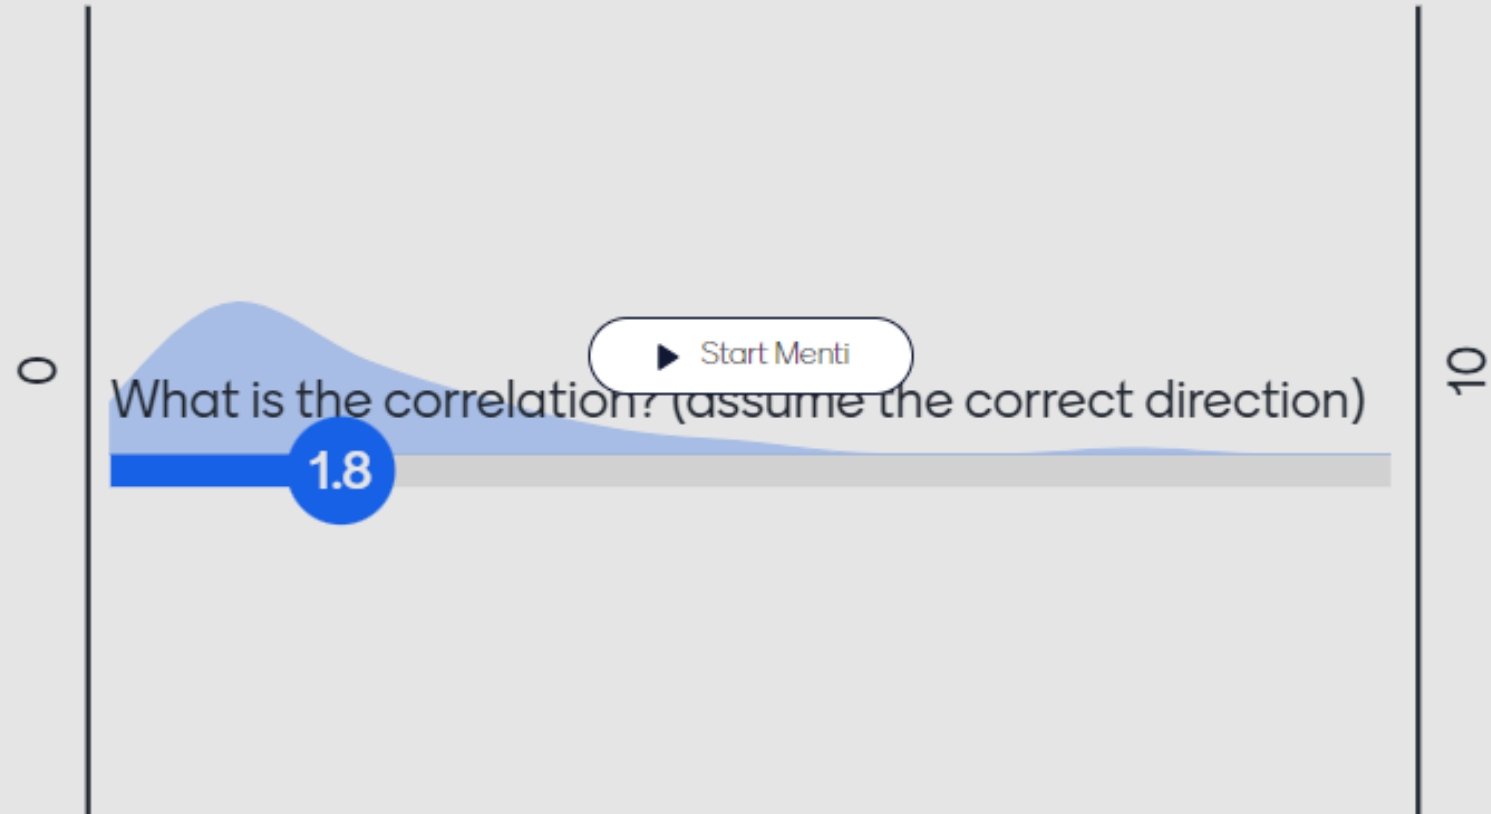 0
10
Start Menti
What is the correlation? (assume the correct direction)
1.8